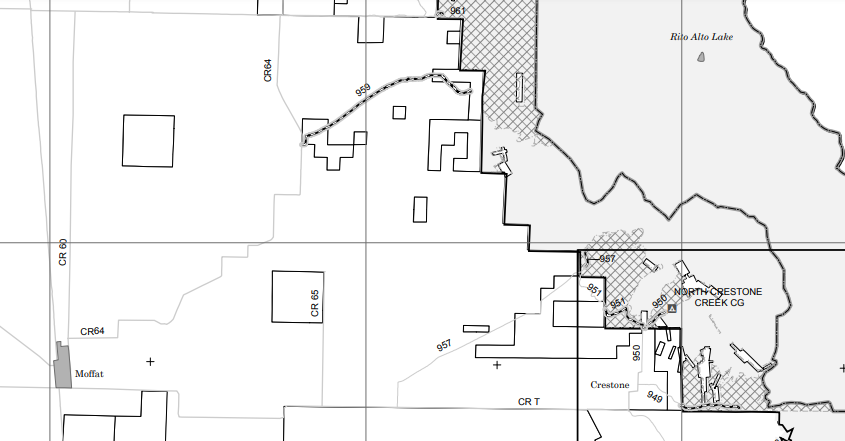 961
Rito Alto Lake
CR64
959
CR 60
957
951
951
950
NORTH CRESTONE
CREEK CG
CR 65
CR64
957
950
Moffat
Crestone
949
CR T